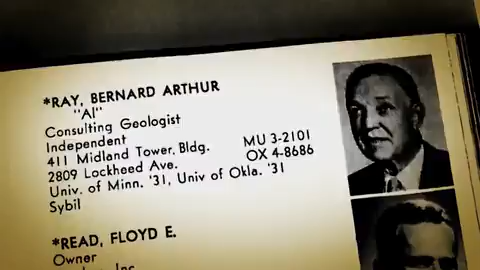 *RAY, BERNARD ARTHUR
"Al"
Consulting Geologist
Independent
411 Midland Tower, Bldg. MU 3-2101
2809 Lockheed Ave. OX 4-8686
Univ. of Minn. '31, Univ of Okla. '31
Sybil
*READ, FLOYD E.
Owner
Inc.